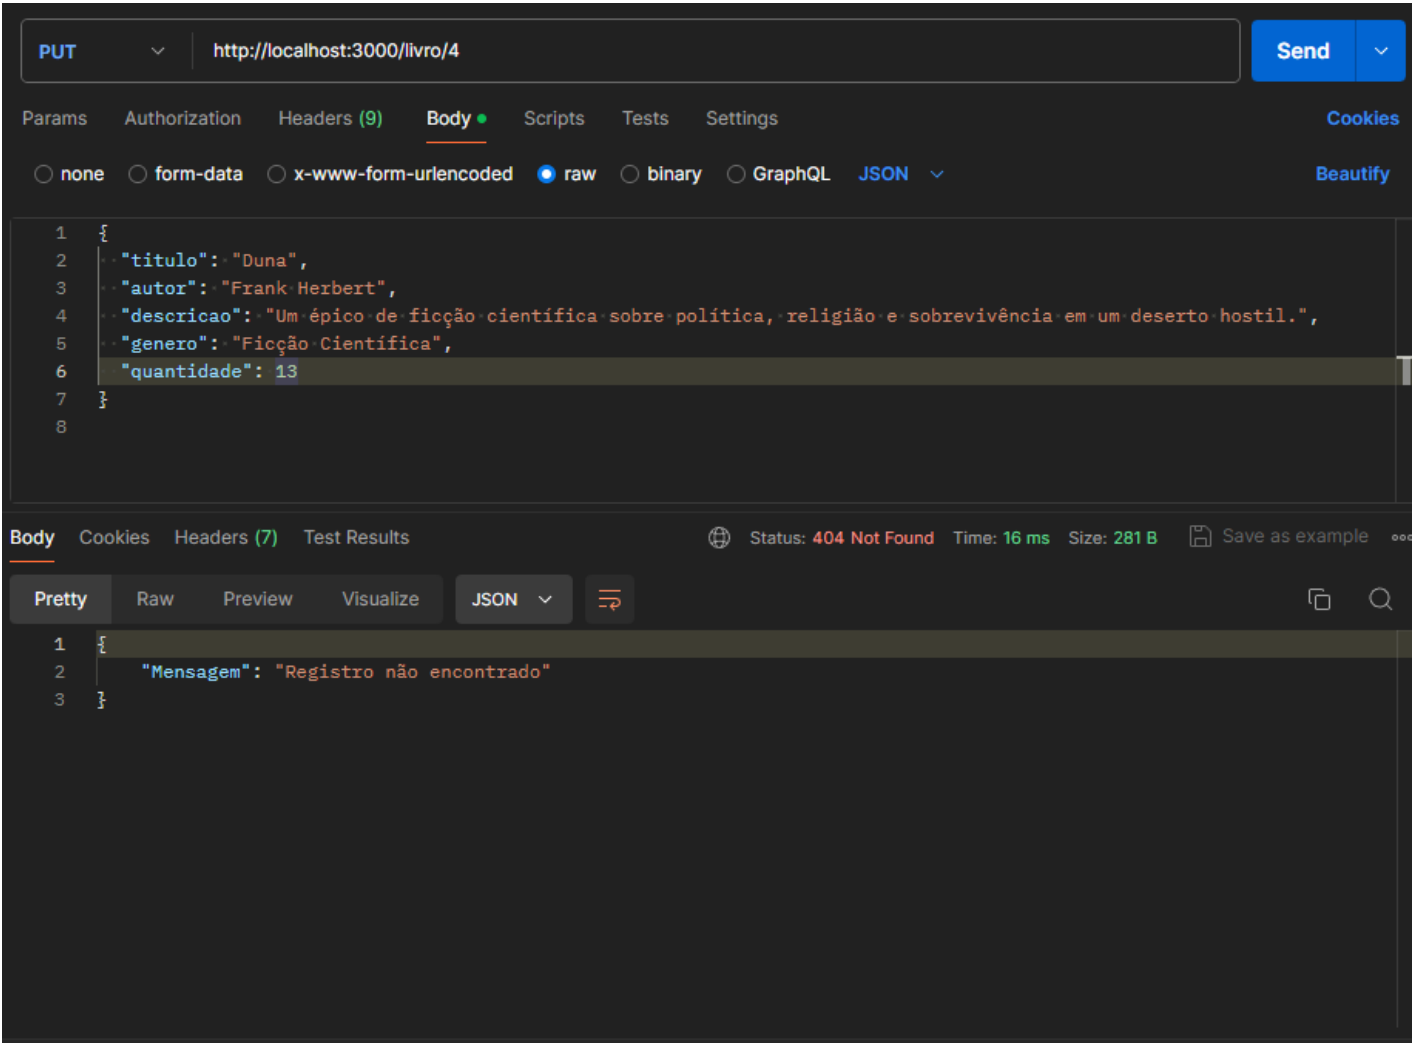 PUT http://localhost:3000/livro/4 Send
Params Authorization Headers (9) Body Scripts Tests Settings Cookies
none form-data x-www-form-urlencoded raw binary GraphQL JSON Beautify
1 {
2 "titulo": "Duna",
3 "autor": "Frank Herbert",
4 "descricao": "Um épico de ficção científica sobre política, religião e sobrevivência em um deserto hostil.",
5 "genero": "Ficção Científica",
6 "quantidade": 13
7 }
8
Body Cookies Headers (7) Test Results Status: 404 Not Found Time: 16 ms Size: 281 B Save as example
Pretty Raw Preview Visualize JSON
1 {
2 "Mensagem": "Registro não encontrado"
3 }